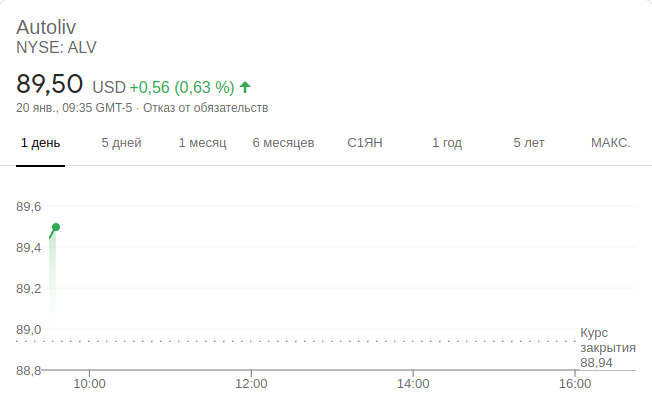 Autoliv
NYSE: ALV
89,50 USD +0,56 (0,63 %)
20 янв., 09:35 GMT-5 · Отказ от обязательств
1 день 5 дней 1 месяц 6 месяцев С1ЯН 1 год 5 лет МАКС.
89,6
89,4
89,2
89,0
Курс
закрытия
88,94
88,8
10:00 12:00 14:00 16:00